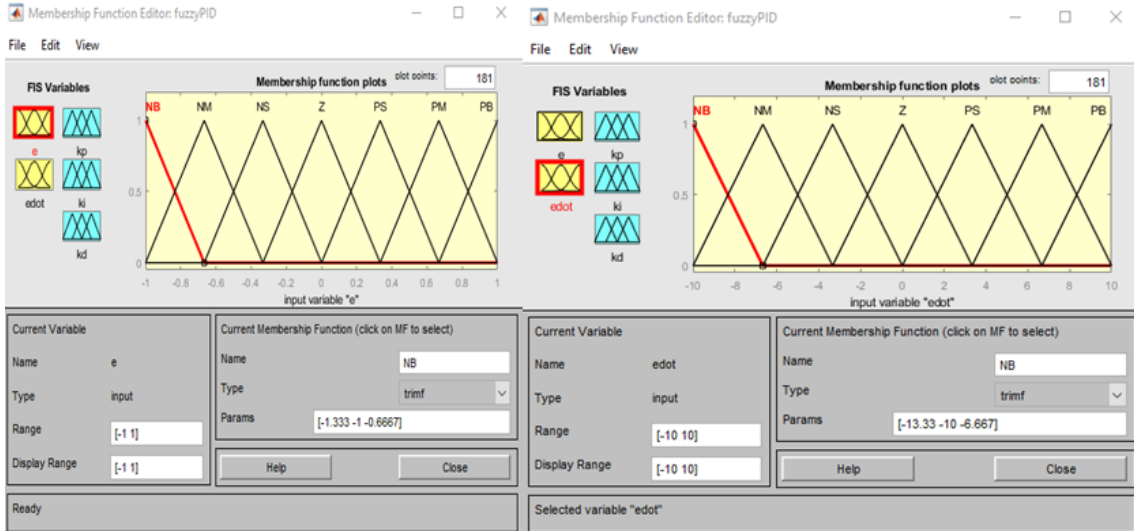 Membership Function Editor: fuzzyPID
File Edit View
FIS Variables
Membership function plots
plot points:
181
e
kp
edot
ki
kd
NB NM NS Z PS PM PB
1
0.5
0
-1 -0.8 -0.6 -0.4 -0.2 0 0.2 0.4 0.6 0.8 1
input variable "e"
Current Variable
Name e
Type input
Range [-1 1]
Display Range [-1 1]
Current Membership Function (click on MF to select)
Name NB
Type trimf
Params [-1.333 -1 -0.6667]
Help Close
Ready
Membership Function Editor: fuzzyPID
File Edit View
FIS Variables
Membership function plots
plot points:
181
e
kp
edot
ki
kd
NB NM NS Z PS PM PB
1
0.5
0
-10 -8 -6 -4 -2 0 2 4 6 8 10
input variable "edot"
Current Variable
Name edot
Type input
Range [-10 10]
Display Range [-10 10]
Current Membership Function (click on MF to select)
Name NB
Type trimf
Params [-13.33 -10 -6.667]
Help Close
Selected variable "edot"